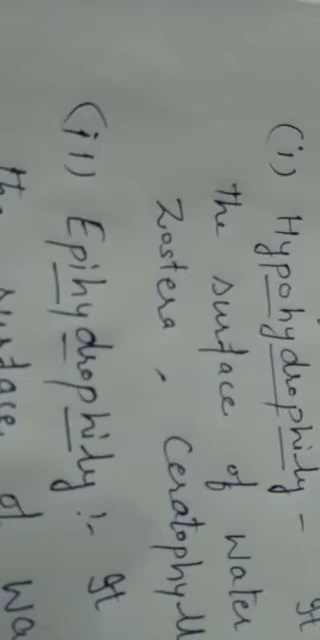 (i) Hypohydrophily - It
the surface of water
Zostera, Ceratophyll
(ii) Epihydrophily :- It
the surface of wa